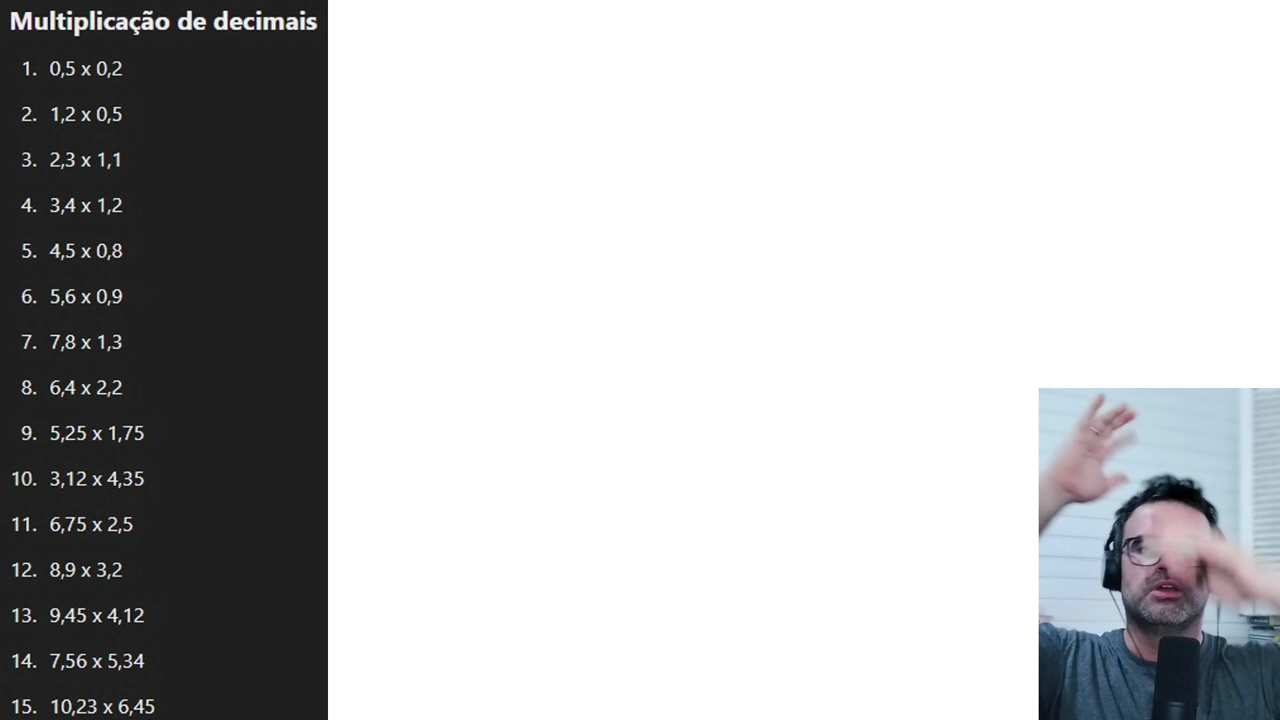 Multiplicação de decimais
1. 0,5 x 0,2
2. 1,2 x 0,5
3. 2,3 x 1,1
4. 3,4 x 1,2
5. 4,5 x 0,8
6. 5,6 x 0,9
7. 7,8 x 1,3
8. 6,4 x 2,2
9. 5,25 x 1,75
10. 3,12 x 4,35
11. 6,75 x 2,5
12. 8,9 x 3,2
13. 9,45 x 4,12
14. 7,56 x 5,34
15. 10,23 x 6,45